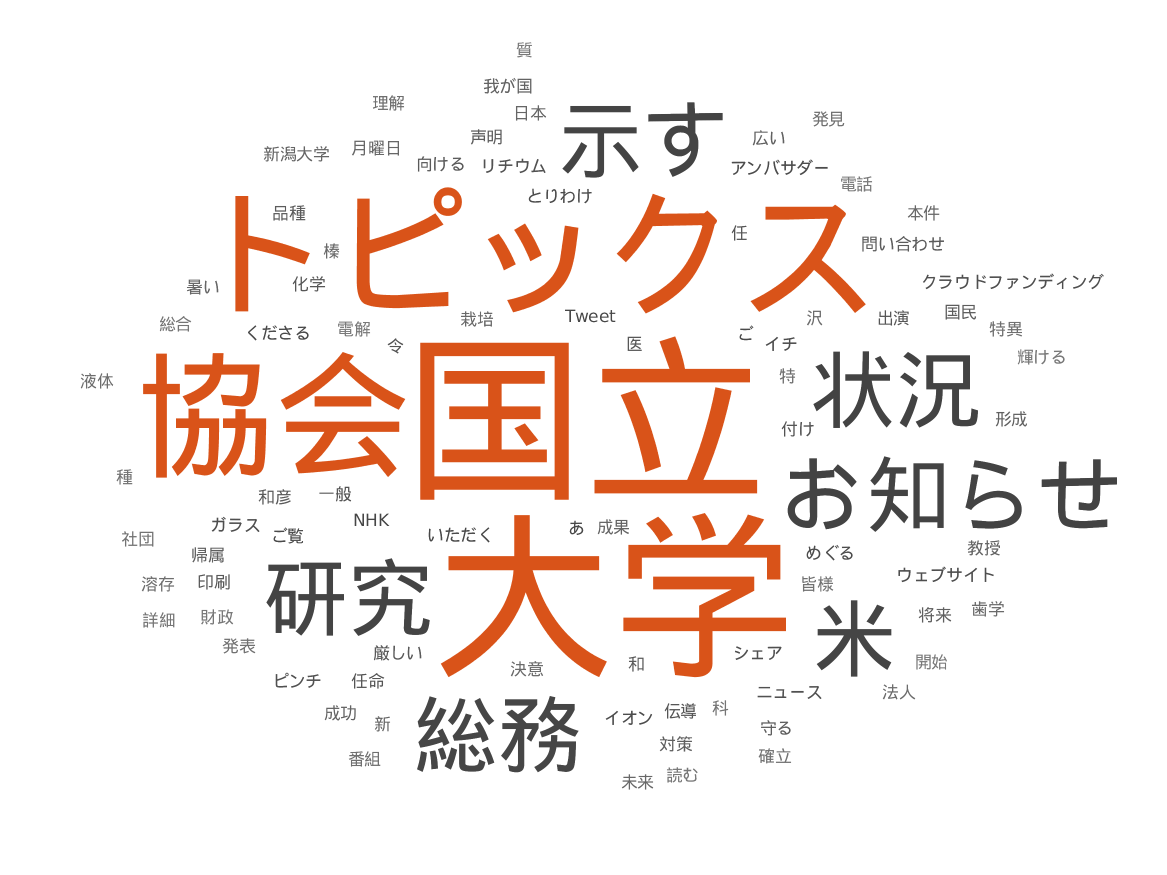 質
我が国
理解
日本
示す
発見
声明
広い
新潟大学
月曜日
向ける
リチウム
アンバサダー
電話
とりわけ
トピックス
品種
本件
任
問い合わせ
榛
化学
暑い
クラウドファンディング
国民
総合
くださる
電解
栽培
Tweet
沢
出演
特異
令
医
ご
イチ
輝ける
液体
協会
国立
特
状況
形成
付け
種
和彦
一般
お知らせ
ガラス
ご覧
NHK
いただく
あ
成果
社団
帰属
めぐる
教授
溶存
印刷
研究
大学
皆様
ウェブサイト
詳細
財政
米
将来
歯学
発表
厳しい
決意
和
シェア
開始
ピンチ
任命
ニュース
法人
成功
新
総務
イオン
伝導
科
守る
番組
対策
確立
未来
読む